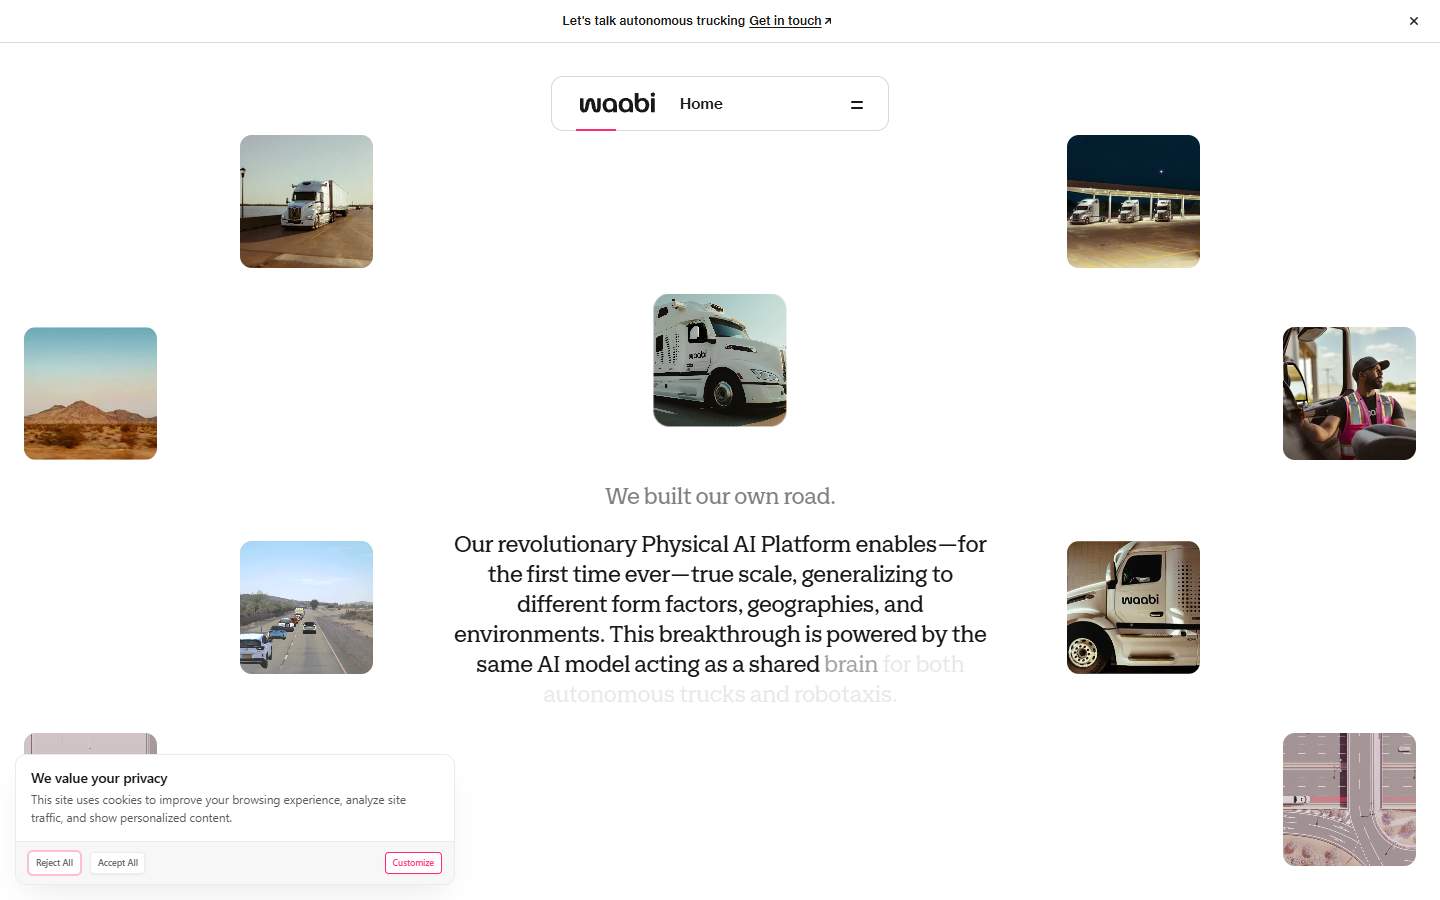 Let's talk autonomous trucking Get in touch
waabi Home
waabi
We built our own road.
Our revolutionary Physical AI Platform enables—for
the first time ever—true scale, generalizing to
different form factors, geographies, and
environments. This breakthrough is powered by the
same AI model acting as a shared brain for both
autonomous trucks and robotaxis.
waabi
We value your privacy
This site uses cookies to improve your browsing experience, analyze site
traffic, and show personalized content.
Reject All Accept All Customize